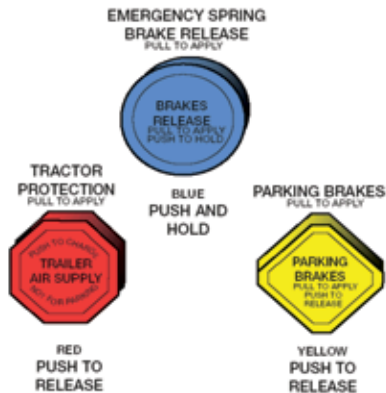 EMERGENCY SPRING
BRAKE RELEASE
PULL TO APPLY
BRAKES
RELEASE
PULL TO APPLY
PUSH TO HOLD
BLUE
PUSH AND
HOLD
TRACTOR
PROTECTION
PULL TO APPLY
PUSH TO CHARGE
TRAILER
AIR SUPPLY
NOT FOR PARKING
RED
PUSH TO
RELEASE
PARKING BRAKES
PULL TO APPLY
PARKING
BRAKES
PULL TO APPLY
PUSH TO
RELEASE
YELLOW
PUSH TO
RELEASE